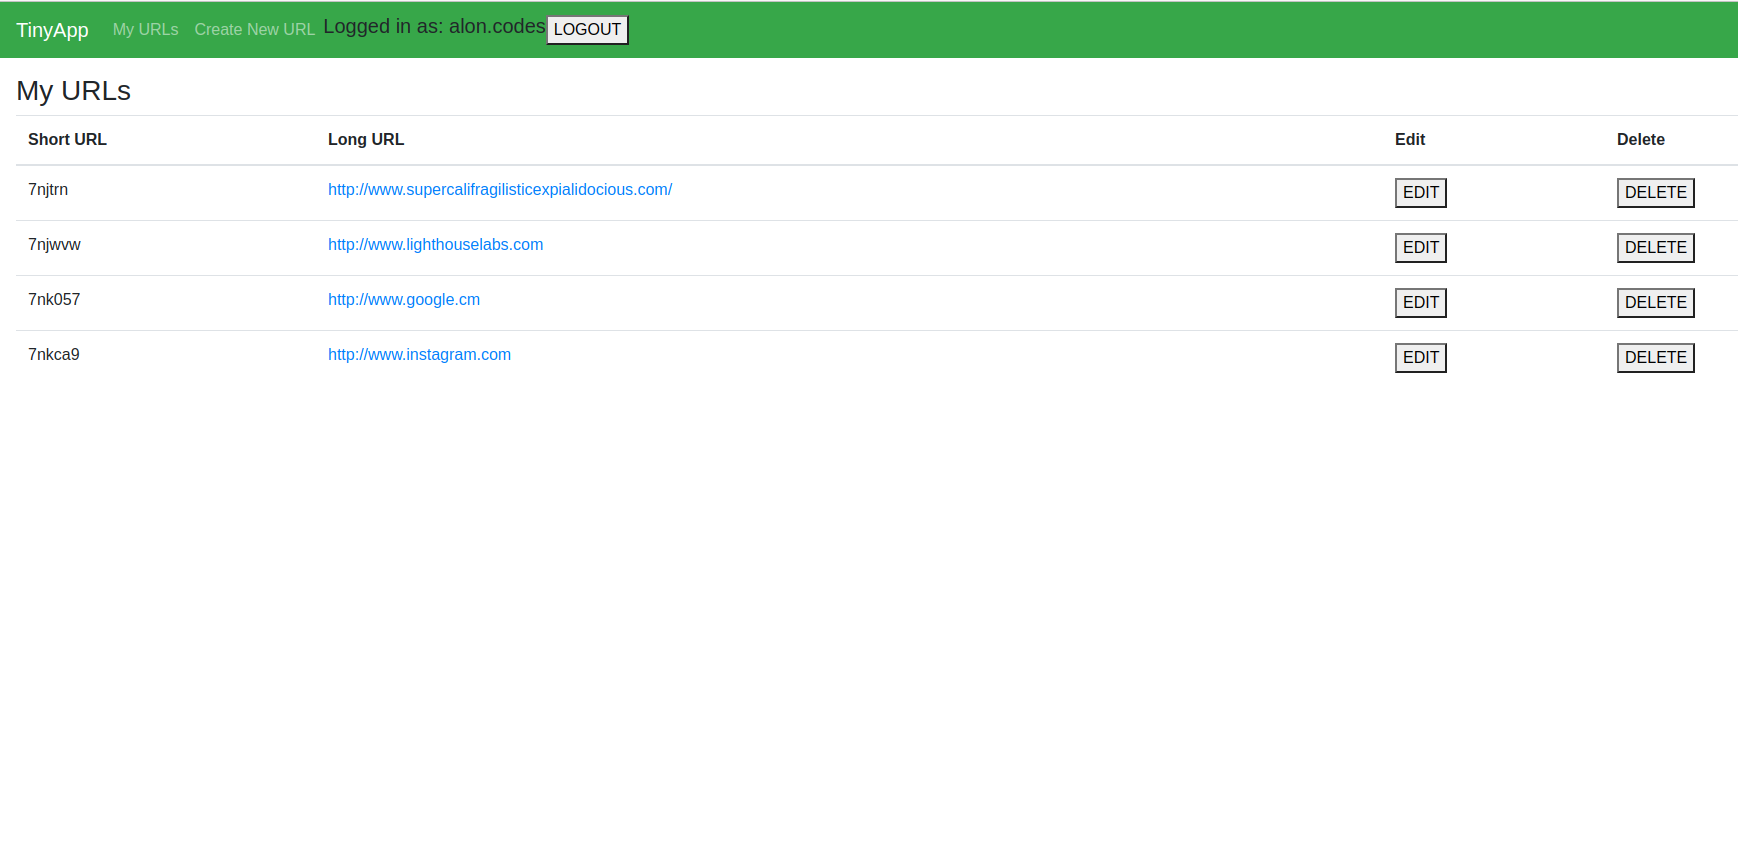 TinyApp My URLs Create New URL Logged in as: alon.codes LOGOUT
My URLs
Short URL Long URL Edit Delete
7njtrn http://www.supercalifragilisticexpialidocious.com/ EDIT DELETE
7njwvw http://www.lighthouselabs.com EDIT DELETE
7nk057 http://www.google.cm EDIT DELETE
7nkca9 http://www.instagram.com EDIT DELETE